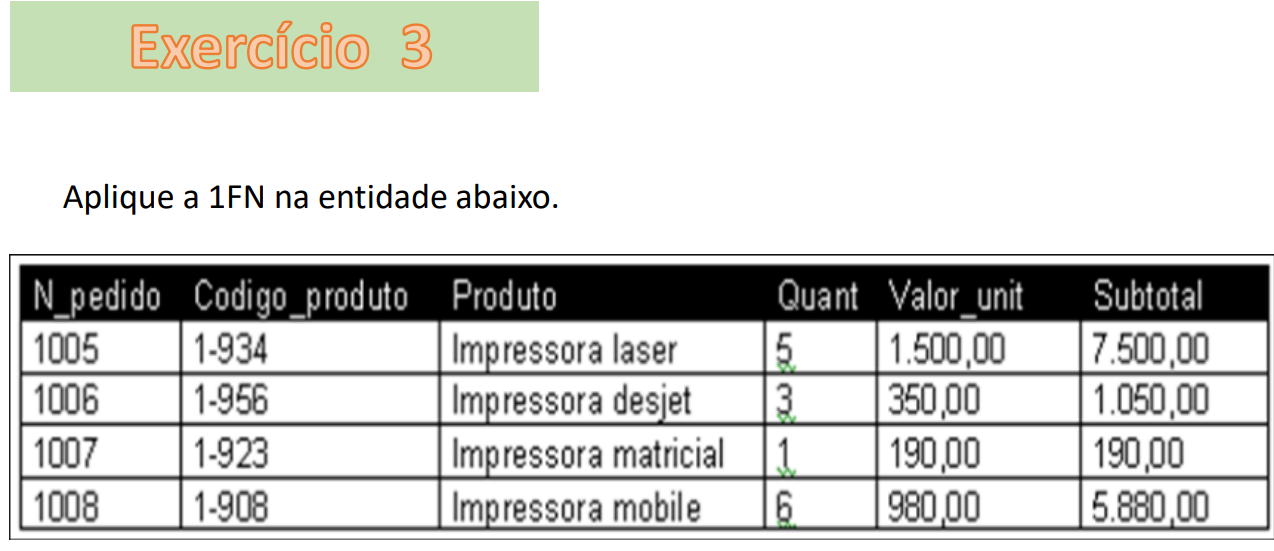 Exercício 3
Aplique a 1FN na entidade abaixo.
N_pedido Codigo_produto Produto Quant Valor_unit Subtotal
1005 1-934 Impressora laser 5 1.500,00 7.500,00
1006 1-956 Impressora desjet 3 350,00 1.050,00
1007 1-923 Impressora matricial 1 190,00 190,00
1008 1-908 Impressora mobile 6 980,00 5.880,00